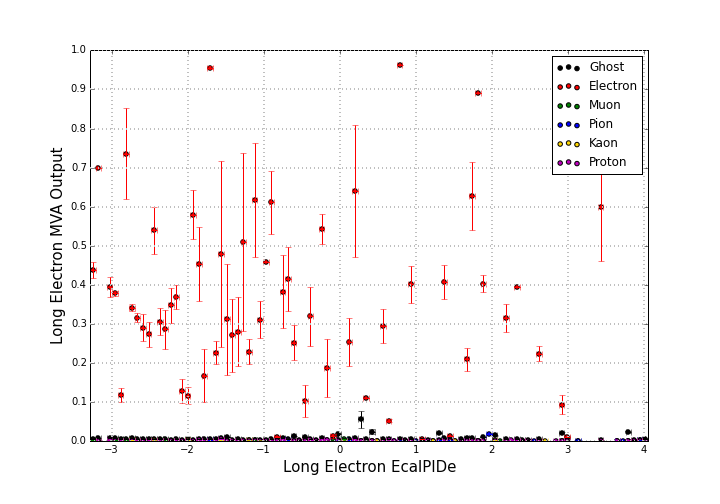 1.0
0.9
0.8
0.7
0.6
0.5
0.4
0.3
0.2
0.1
0.0
Long Electron MVA Output
Ghost
Electron
Muon
Pion
Kaon
Proton
−3 −2 −1 0 1 2 3 4
Long Electron EcalPIDe